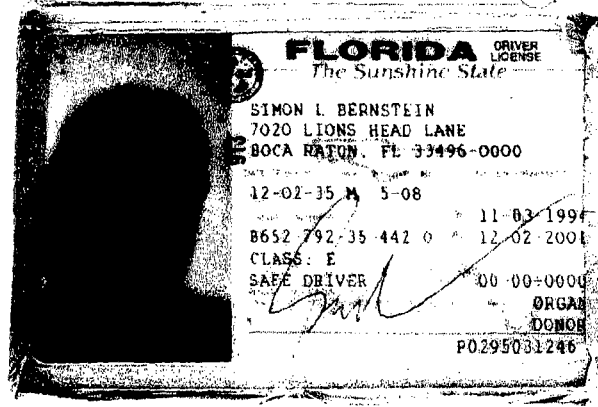 FLORIDA DRIVER LICENSE
The Sunshine State
SIMON L BERNSTEIN
7020 LIONS HEAD LANE
BOCA RATON, FL 33496-0000
12-02-35 M 5-08
11-03-199
B652 792 35 442 0 12 02 200
CLASS: E
SAFE DRIVER 00 00-0000
ORGAN
DONOR
P0295031246